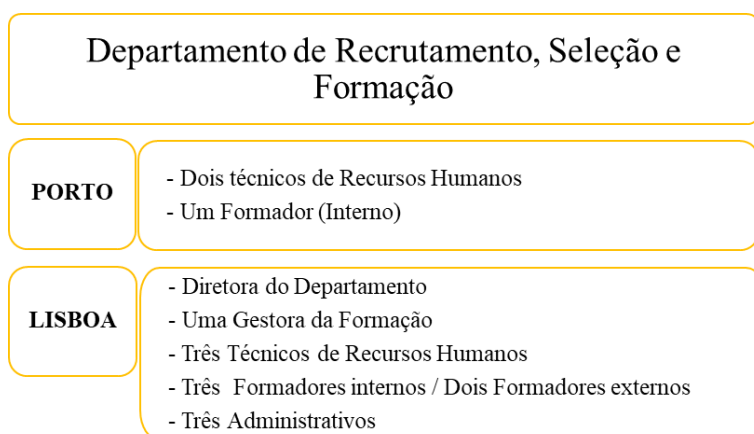 Departamento de Recrutamento, Seleção e
Formação
PORTO
- Dois técnicos de Recursos Humanos
- Um Formador (Interno)
LISBOA
- Diretora do Departamento
- Uma Gestora da Formação
- Três Técnicos de Recursos Humanos
- Três Formadores internos / Dois Formadores externos
- Três Administrativos